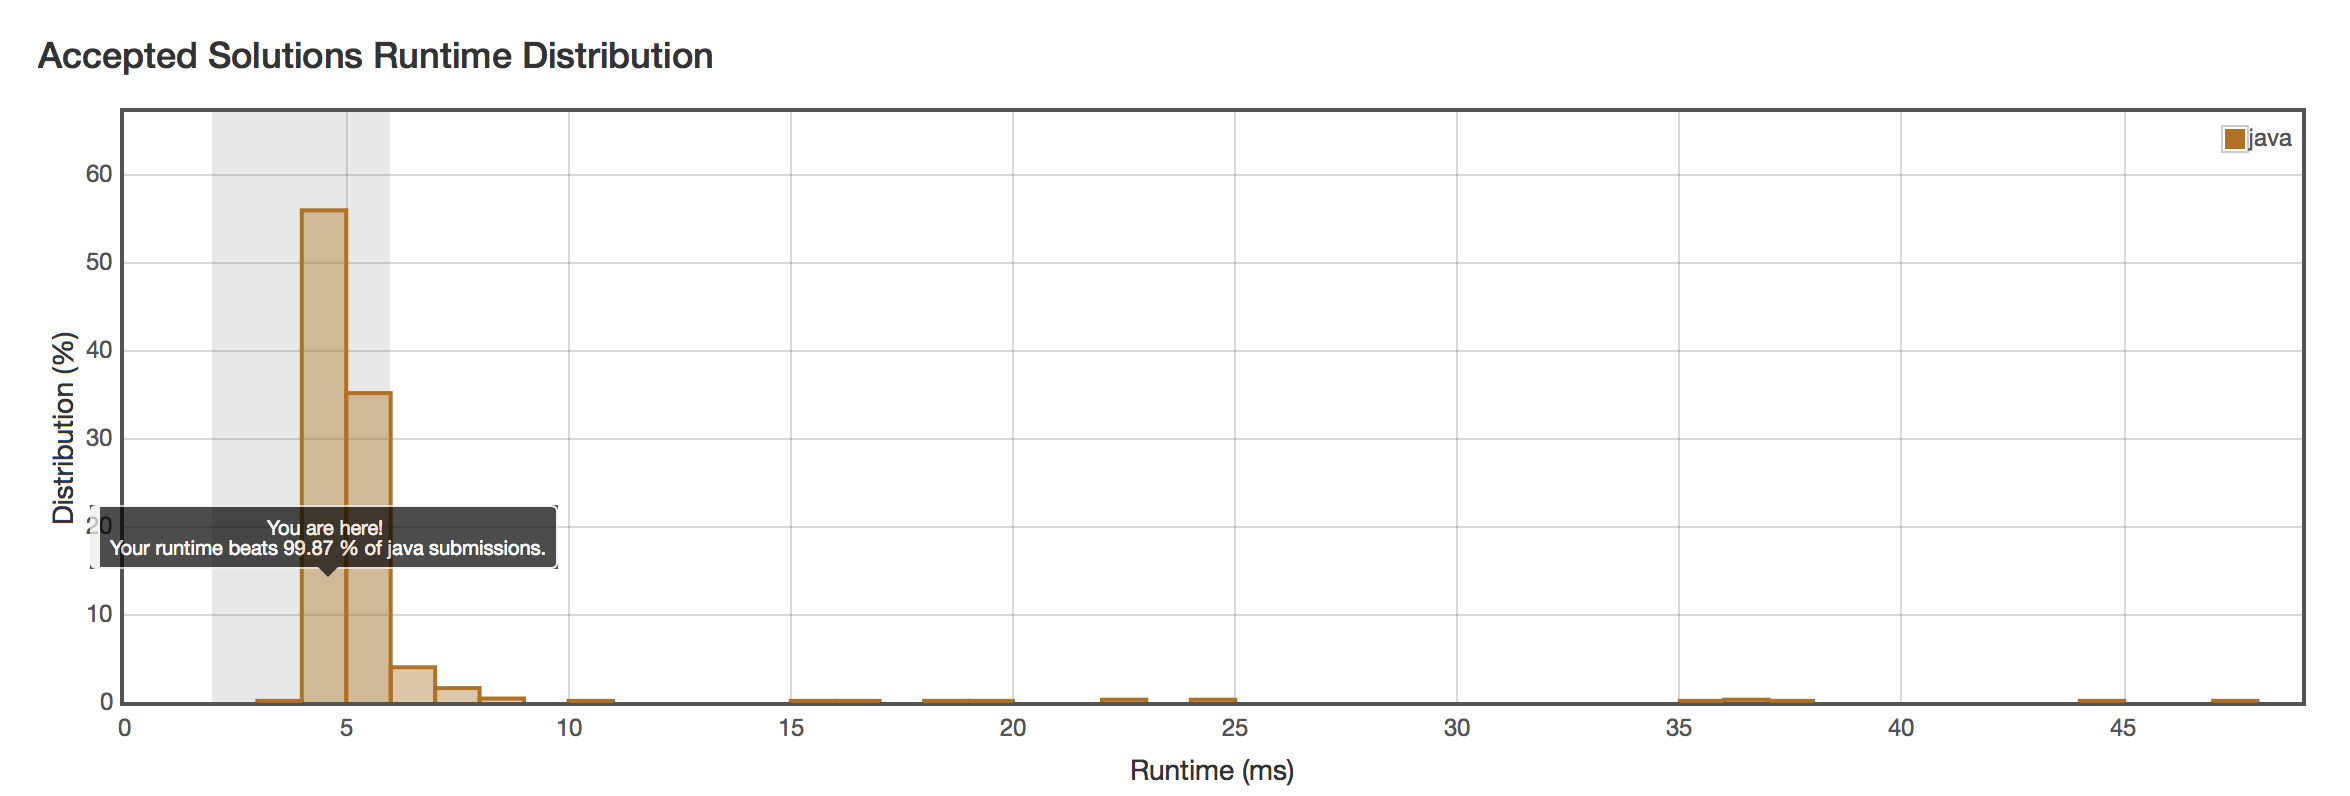 Accepted Solutions Runtime Distribution
java
60
50
40
30
20
10
0
Distribution (%)
You are here!
Your runtime beats 99.87 % of java submissions.
0 5 10 15 20 25 30 35 40 45
Runtime (ms)